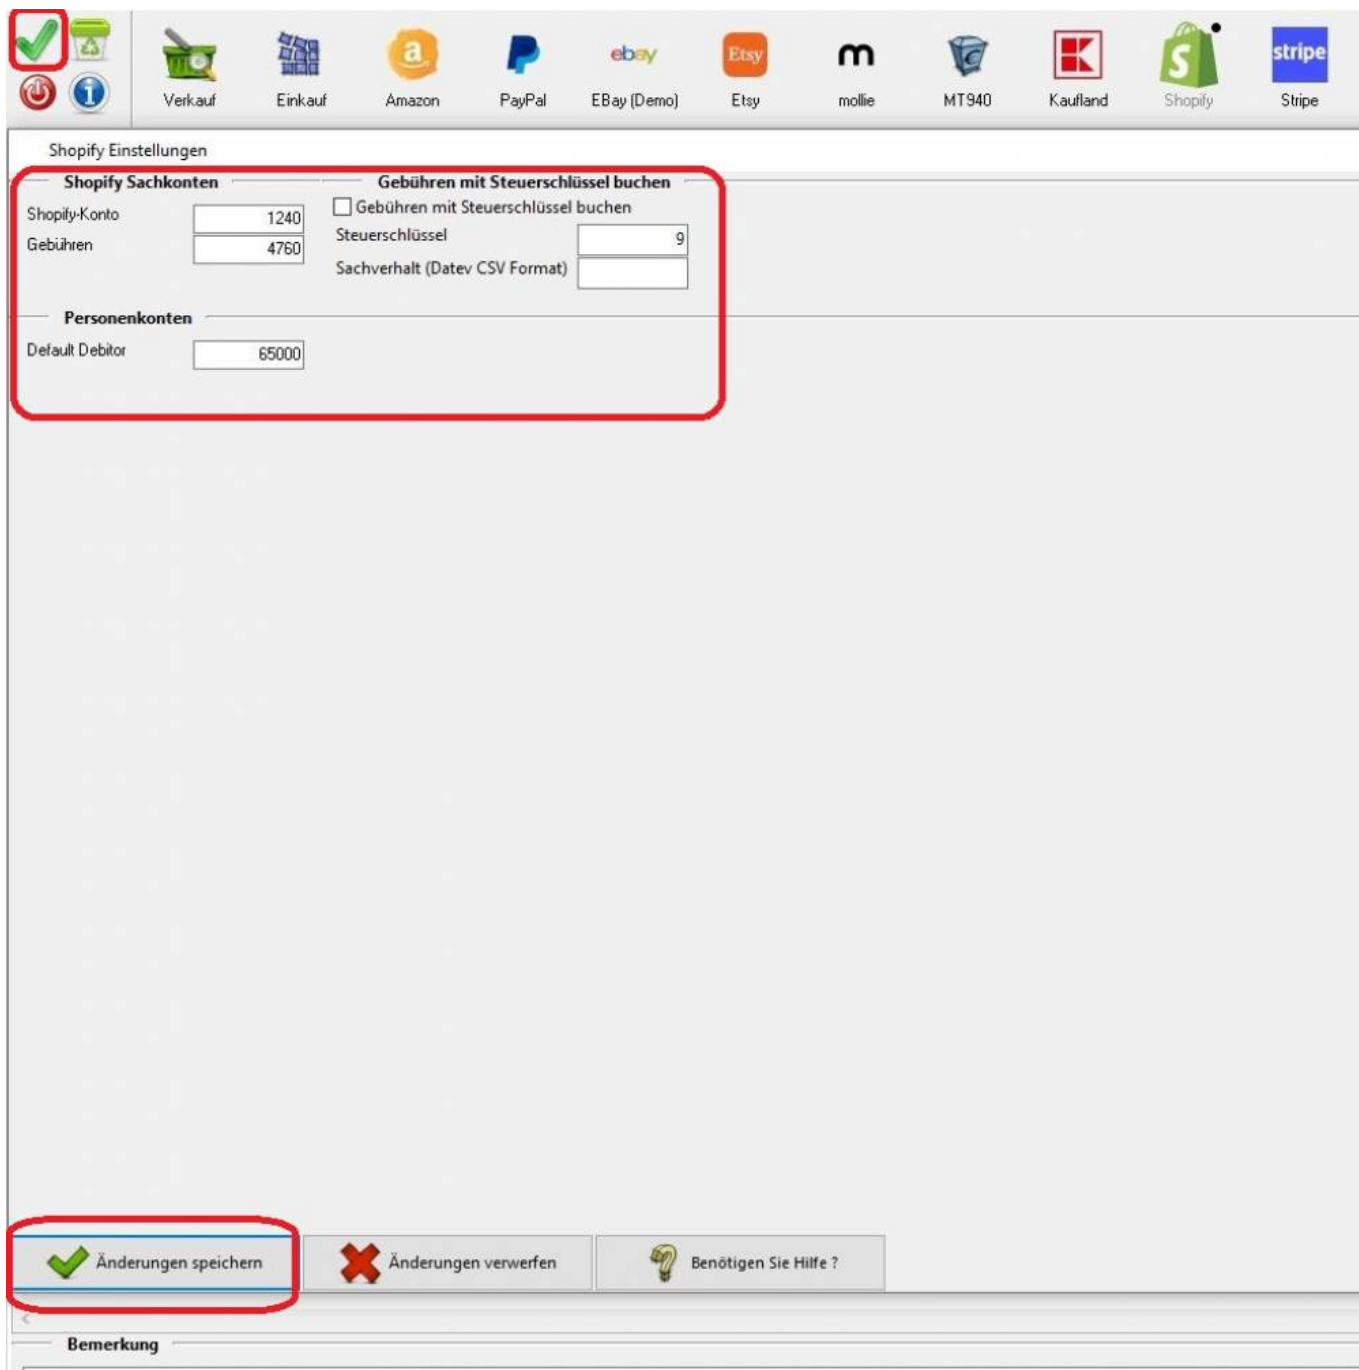 a
ebay
Etsy
m
K
S
stripe
Verkauf
Einkauf
Amazon
PayPal
EBay (Demo)
Etsy
mollie
MT940
Kaufland
Shopify
Stripe
Shopify Einstellungen
Shopify Sachkonten
Gebühren mit Steuerschlüssel buchen
Shopify-Konto 1240
Gebühren mit Steuerschlüssel buchen
Gebühren 4760
Steuerschlüssel 9
Sachverhalt (Datev CSV Format)
Personenkonten
Default Debitor 65000
Änderungen speichern
Änderungen verwerfen
Benötigen Sie Hilfe ?
Bemerkung